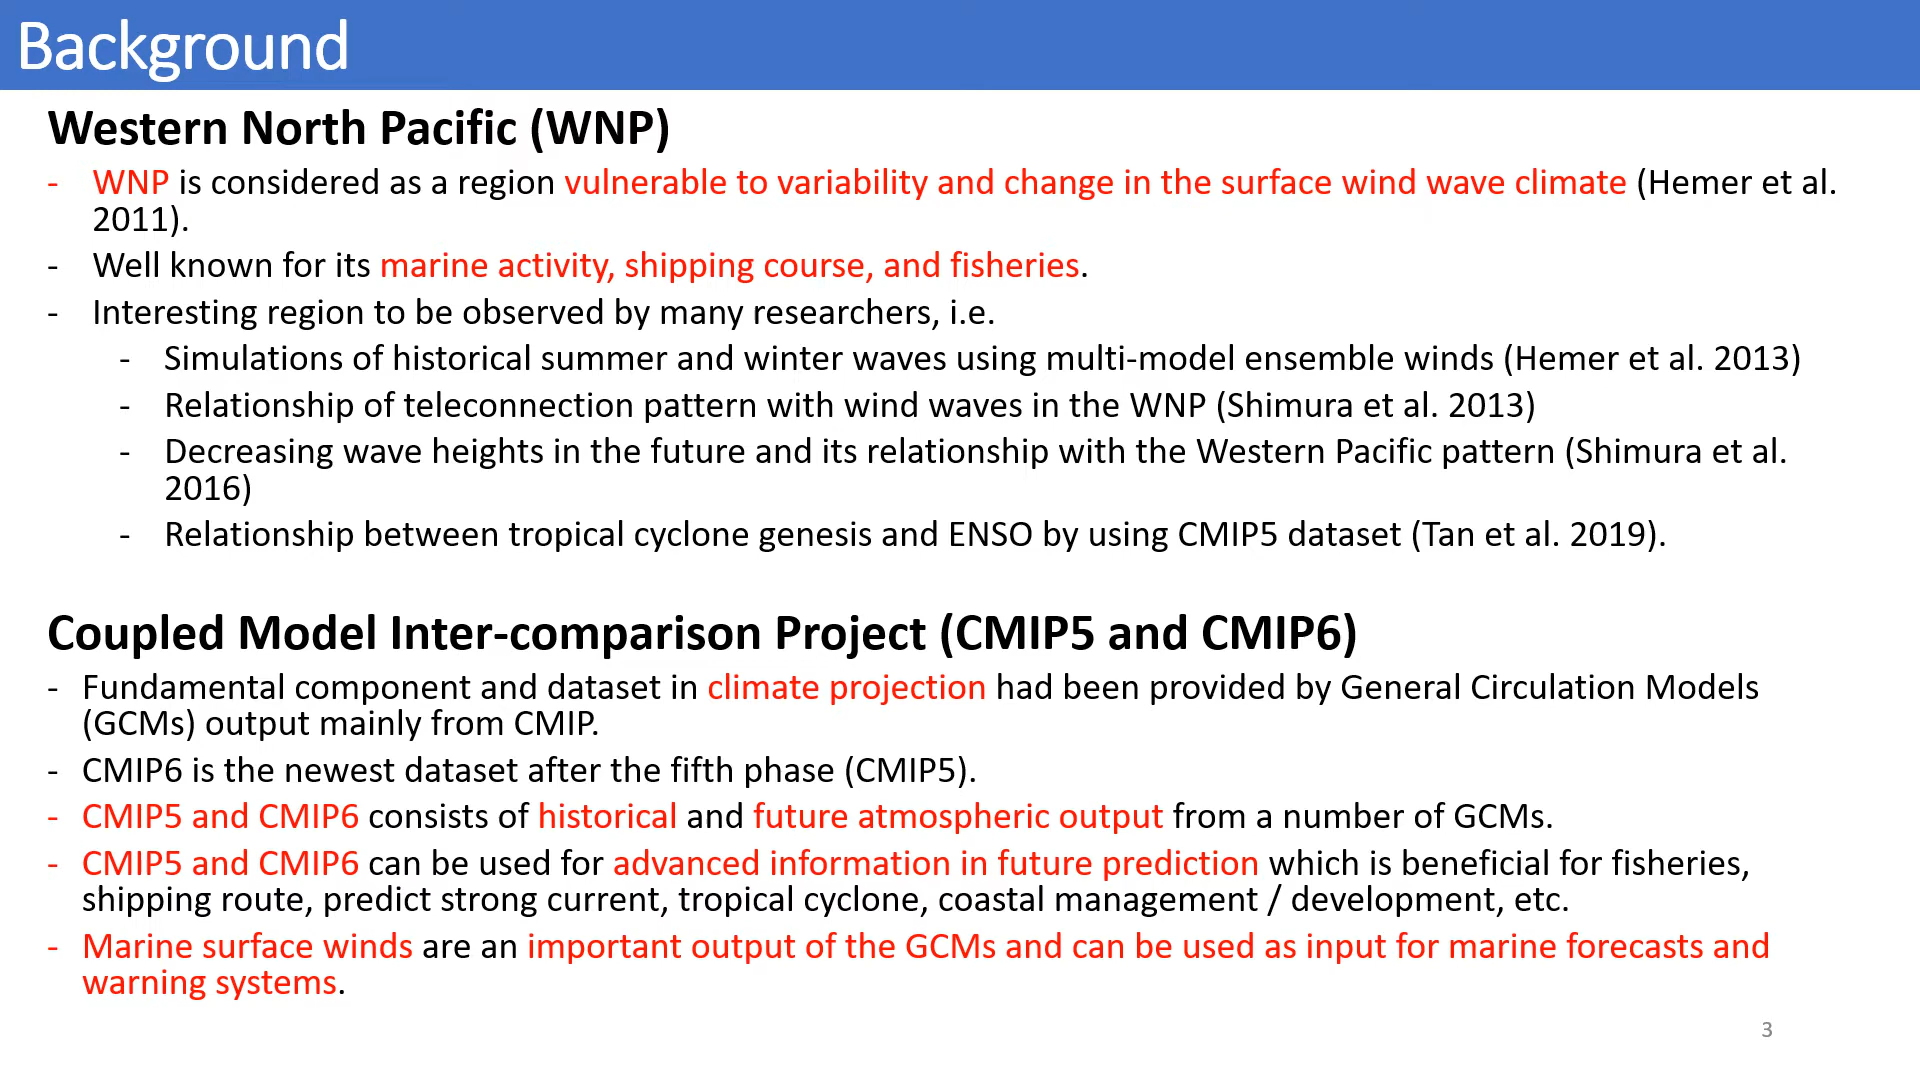 Background
Western North Pacific (WNP)
- WNP is considered as a region vulnerable to variability and change in the surface wind wave climate (Hemer et al.
2011).
- Well known for its marine activity, shipping course, and fisheries.
- Interesting region to be observed by many researchers, i.e.
- Simulations of historical summer and winter waves using multi-model ensemble winds (Hemer et al. 2013)
- Relationship of teleconnection pattern with wind waves in the WNP (Shimura et al. 2013)
- Decreasing wave heights in the future and its relationship with the Western Pacific pattern (Shimura et al.
2016)
- Relationship between tropical cyclone genesis and ENSO by using CMIP5 dataset (Tan et al. 2019).
Coupled Model Inter-comparison Project (CMIP5 and CMIP6)
- Fundamental component and dataset in climate projection had been provided by General Circulation Models
(GCMs) output mainly from CMIP.
- CMIP6 is the newest dataset after the fifth phase (CMIP5).
- CMIP5 and CMIP6 consists of historical and future atmospheric output from a number of GCMs.
- CMIP5 and CMIP6 can be used for advanced information in future prediction which is beneficial for fisheries,
shipping route, predict strong current, tropical cyclone, coastal management / development, etc.
- Marine surface winds are an important output of the GCMs and can be used as input for marine forecasts and
warning systems.
3